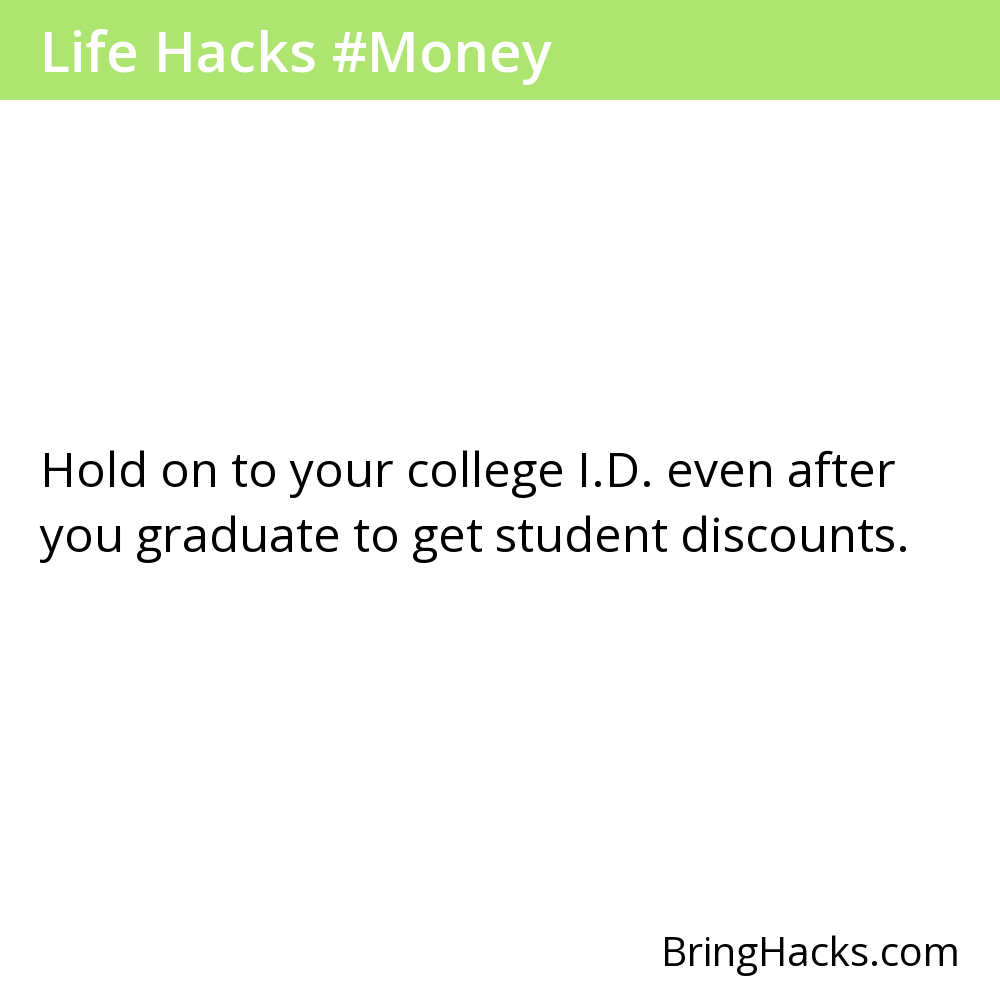 Life Hacks #Money
Hold on to your college I.D. even after
you graduate to get student discounts.
BringHacks.com